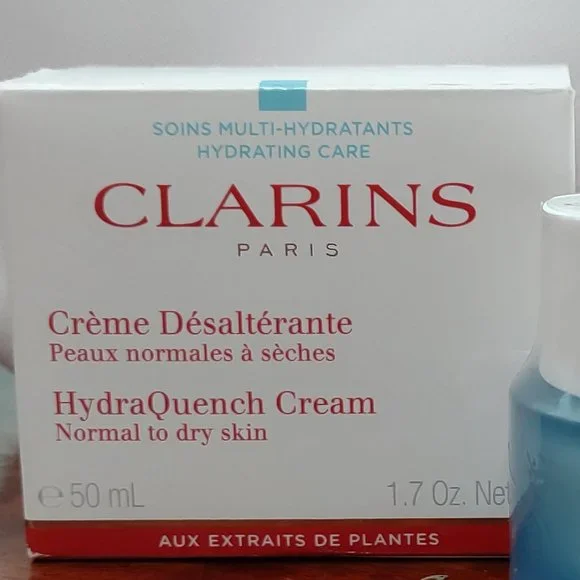 SOINS MULTI-HYDRATANTS
HYDRATING CARE
CLARINS
PARIS
Crème Désaltérante
Peaux normales à sèches
HydraQuench Cream
Normal to dry skin
℮ 50 mL 1.7 Oz. Net
AUX EXTRAITS DE PLANTES